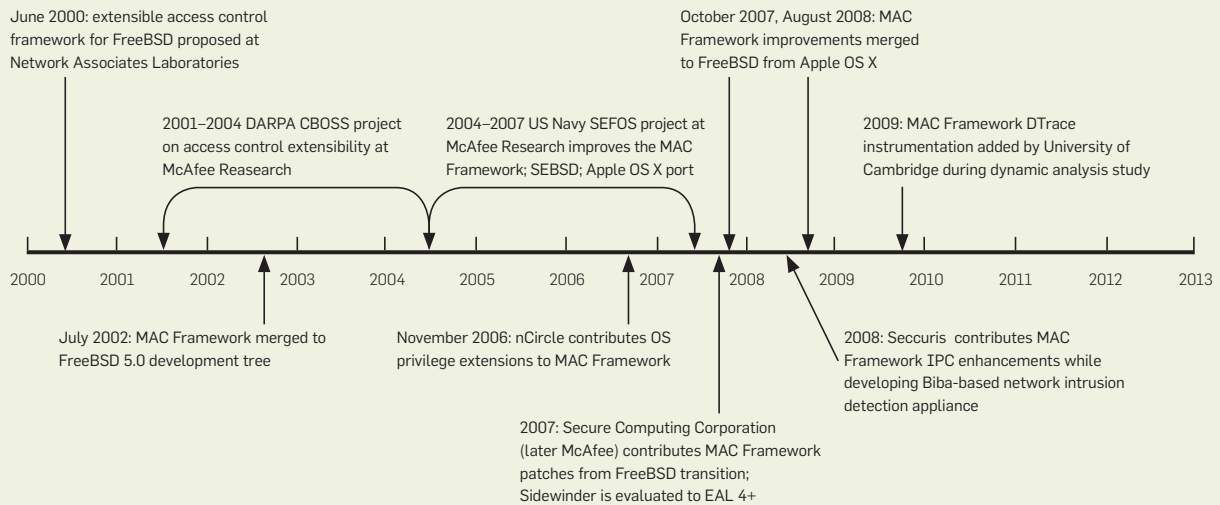 June 2000: extensible access control
framework for FreeBSD proposed at
Network Associates Laboratories
October 2007, August 2008: MAC
Framework improvements merged
to FreeBSD from Apple OS X
2001–2004 DARPA CBOSS project
on access control extensibility at
McAfee Reasearch
2004–2007 US Navy SEFOS project at
McAfee Research improves the MAC
Framework; SEBSD; Apple OS X port
2009: MAC Framework DTrace
instrumentation added by University of
Cambridge during dynamic analysis study
2000 2001 2002 2003 2004 2005 2006 2007 2008 2009 2010 2011 2012 2013
July 2002: MAC Framework merged to
FreeBSD 5.0 development tree
November 2006: nCircle contributes OS
privilege extensions to MAC Framework
2008: Seccuris contributes MAC
Framework IPC enhancements while
developing Biba-based network intrusion
detection appliance
2007: Secure Computing Corporation
(later McAfee) contributes MAC Framework
patches from FreeBSD transition;
Sidewinder is evaluated to EAL 4+